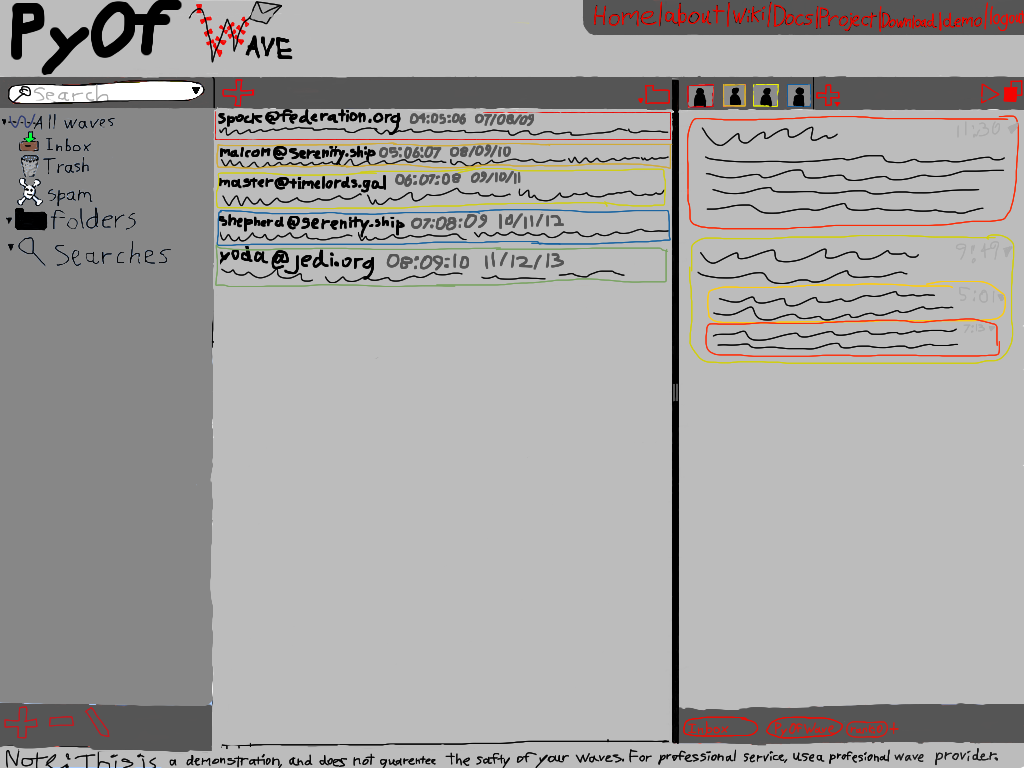 PyOf WAVE
Home|about|wiki|Docs|Project|Download|demo|logout
Search
All waves
Inbox
Trash
spam
folders
Searches
spock@federation.org 04:05:06 07/08/09
malcom@serenity.ship 05:06:07 08/09/10
master@timelords.gal 06:07:08 09/10/11
shepherd@serenity.ship 07:08:09 10/11/12
yoda@jedi.org 08:09:10 11/12/13
11:30
9:49
5:01
7:13
Inbox PyOfWave
Note: This is a demonstration, and does not guarentee the safty of your waves. For professional service, use a profesional wave provider.